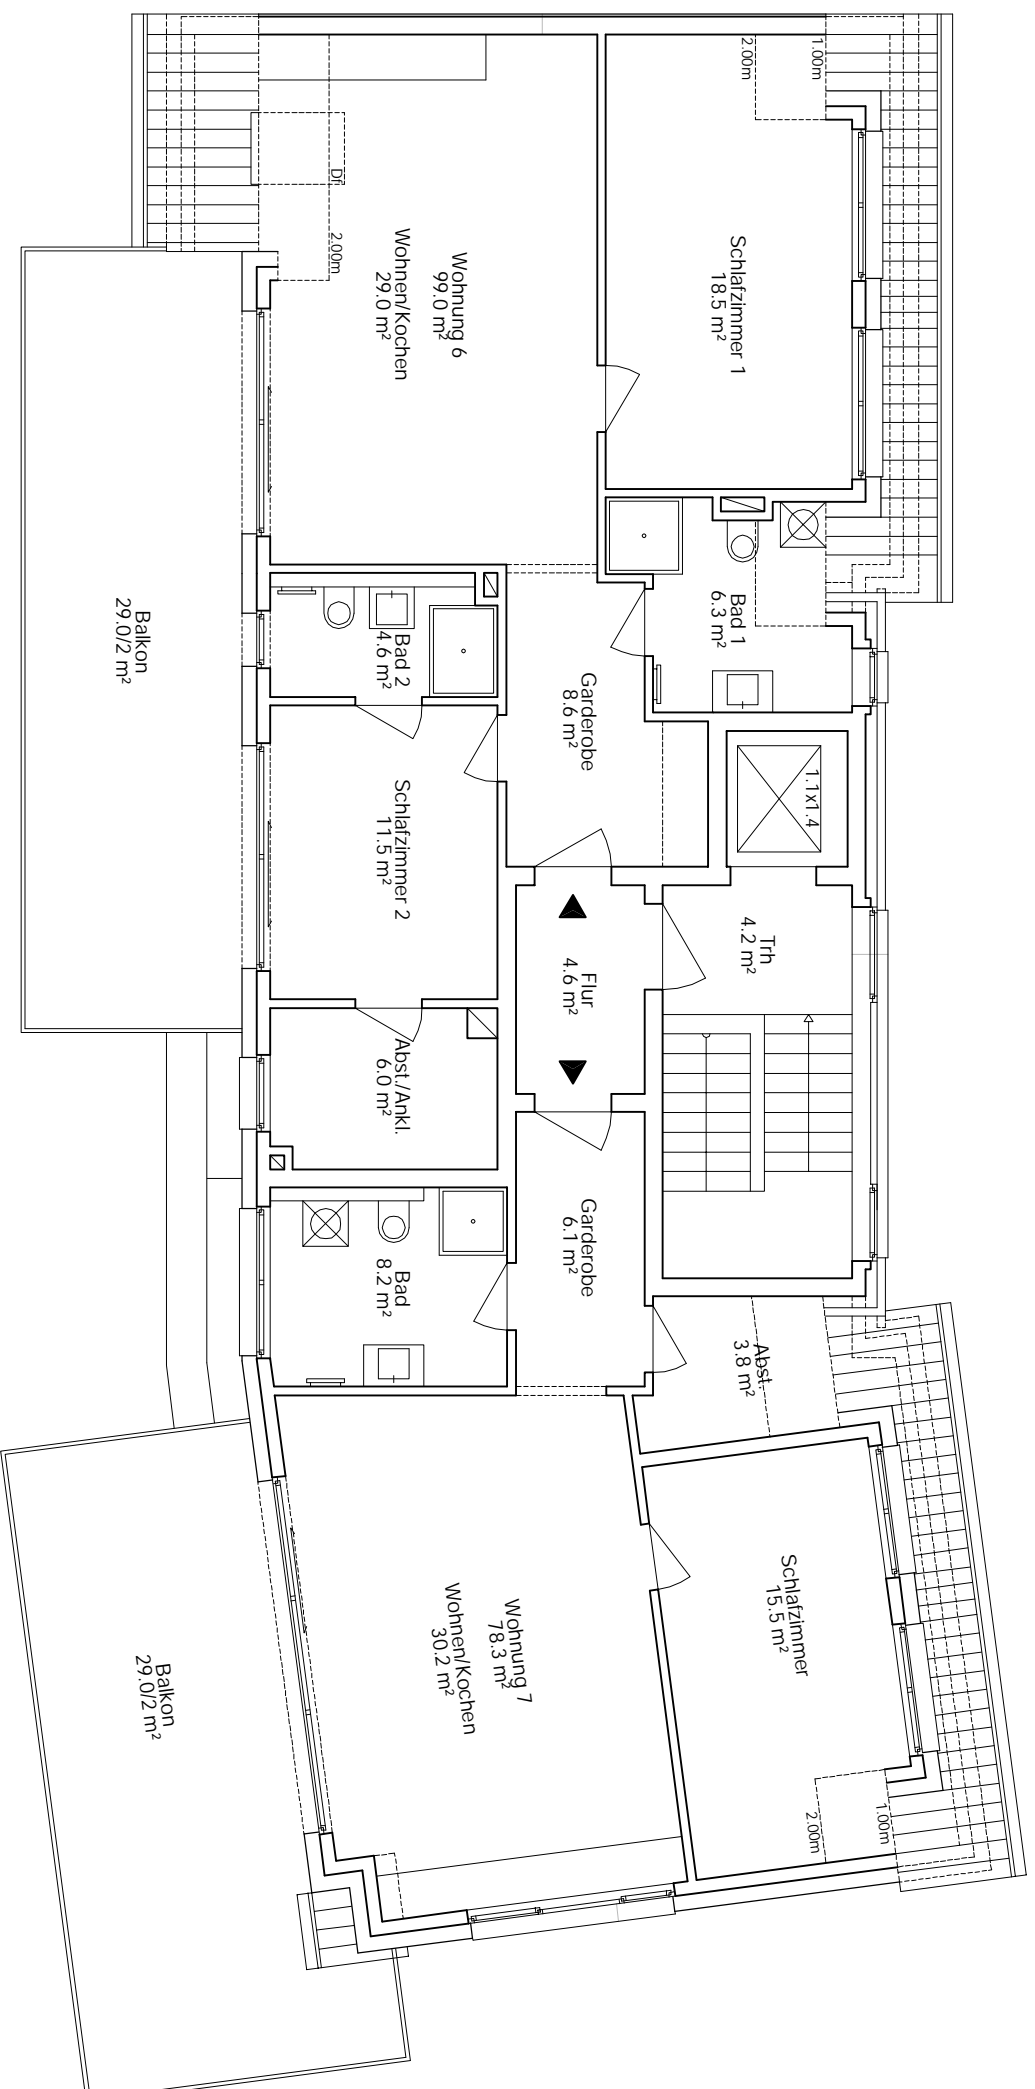 1.00m
2.00m
Df
2.00m
Schlafzimmer 1
18.5 m²
Wohnung 6
99.0 m²
Wohnen/Kochen
29.0 m²
Bad 1
6.3 m²
Balkon
29.0/2 m²
Bad 2
4.6 m²
Garderobe
8.6 m²
1.1x1.4
Schlafzimmer 2
11.5 m²
Trh
4.2 m²
Flur
4.6 m²
Abst./Ankl.
6.0 m²
Garderobe
6.1 m²
Bad
8.2 m²
Abst.
3.8 m²
Schlafzimmer
15.5 m²
Wohnung 7
78.3 m²
Wohnen/Kochen
30.2 m²
Balkon
29.0/2 m²
1.00m
2.00m